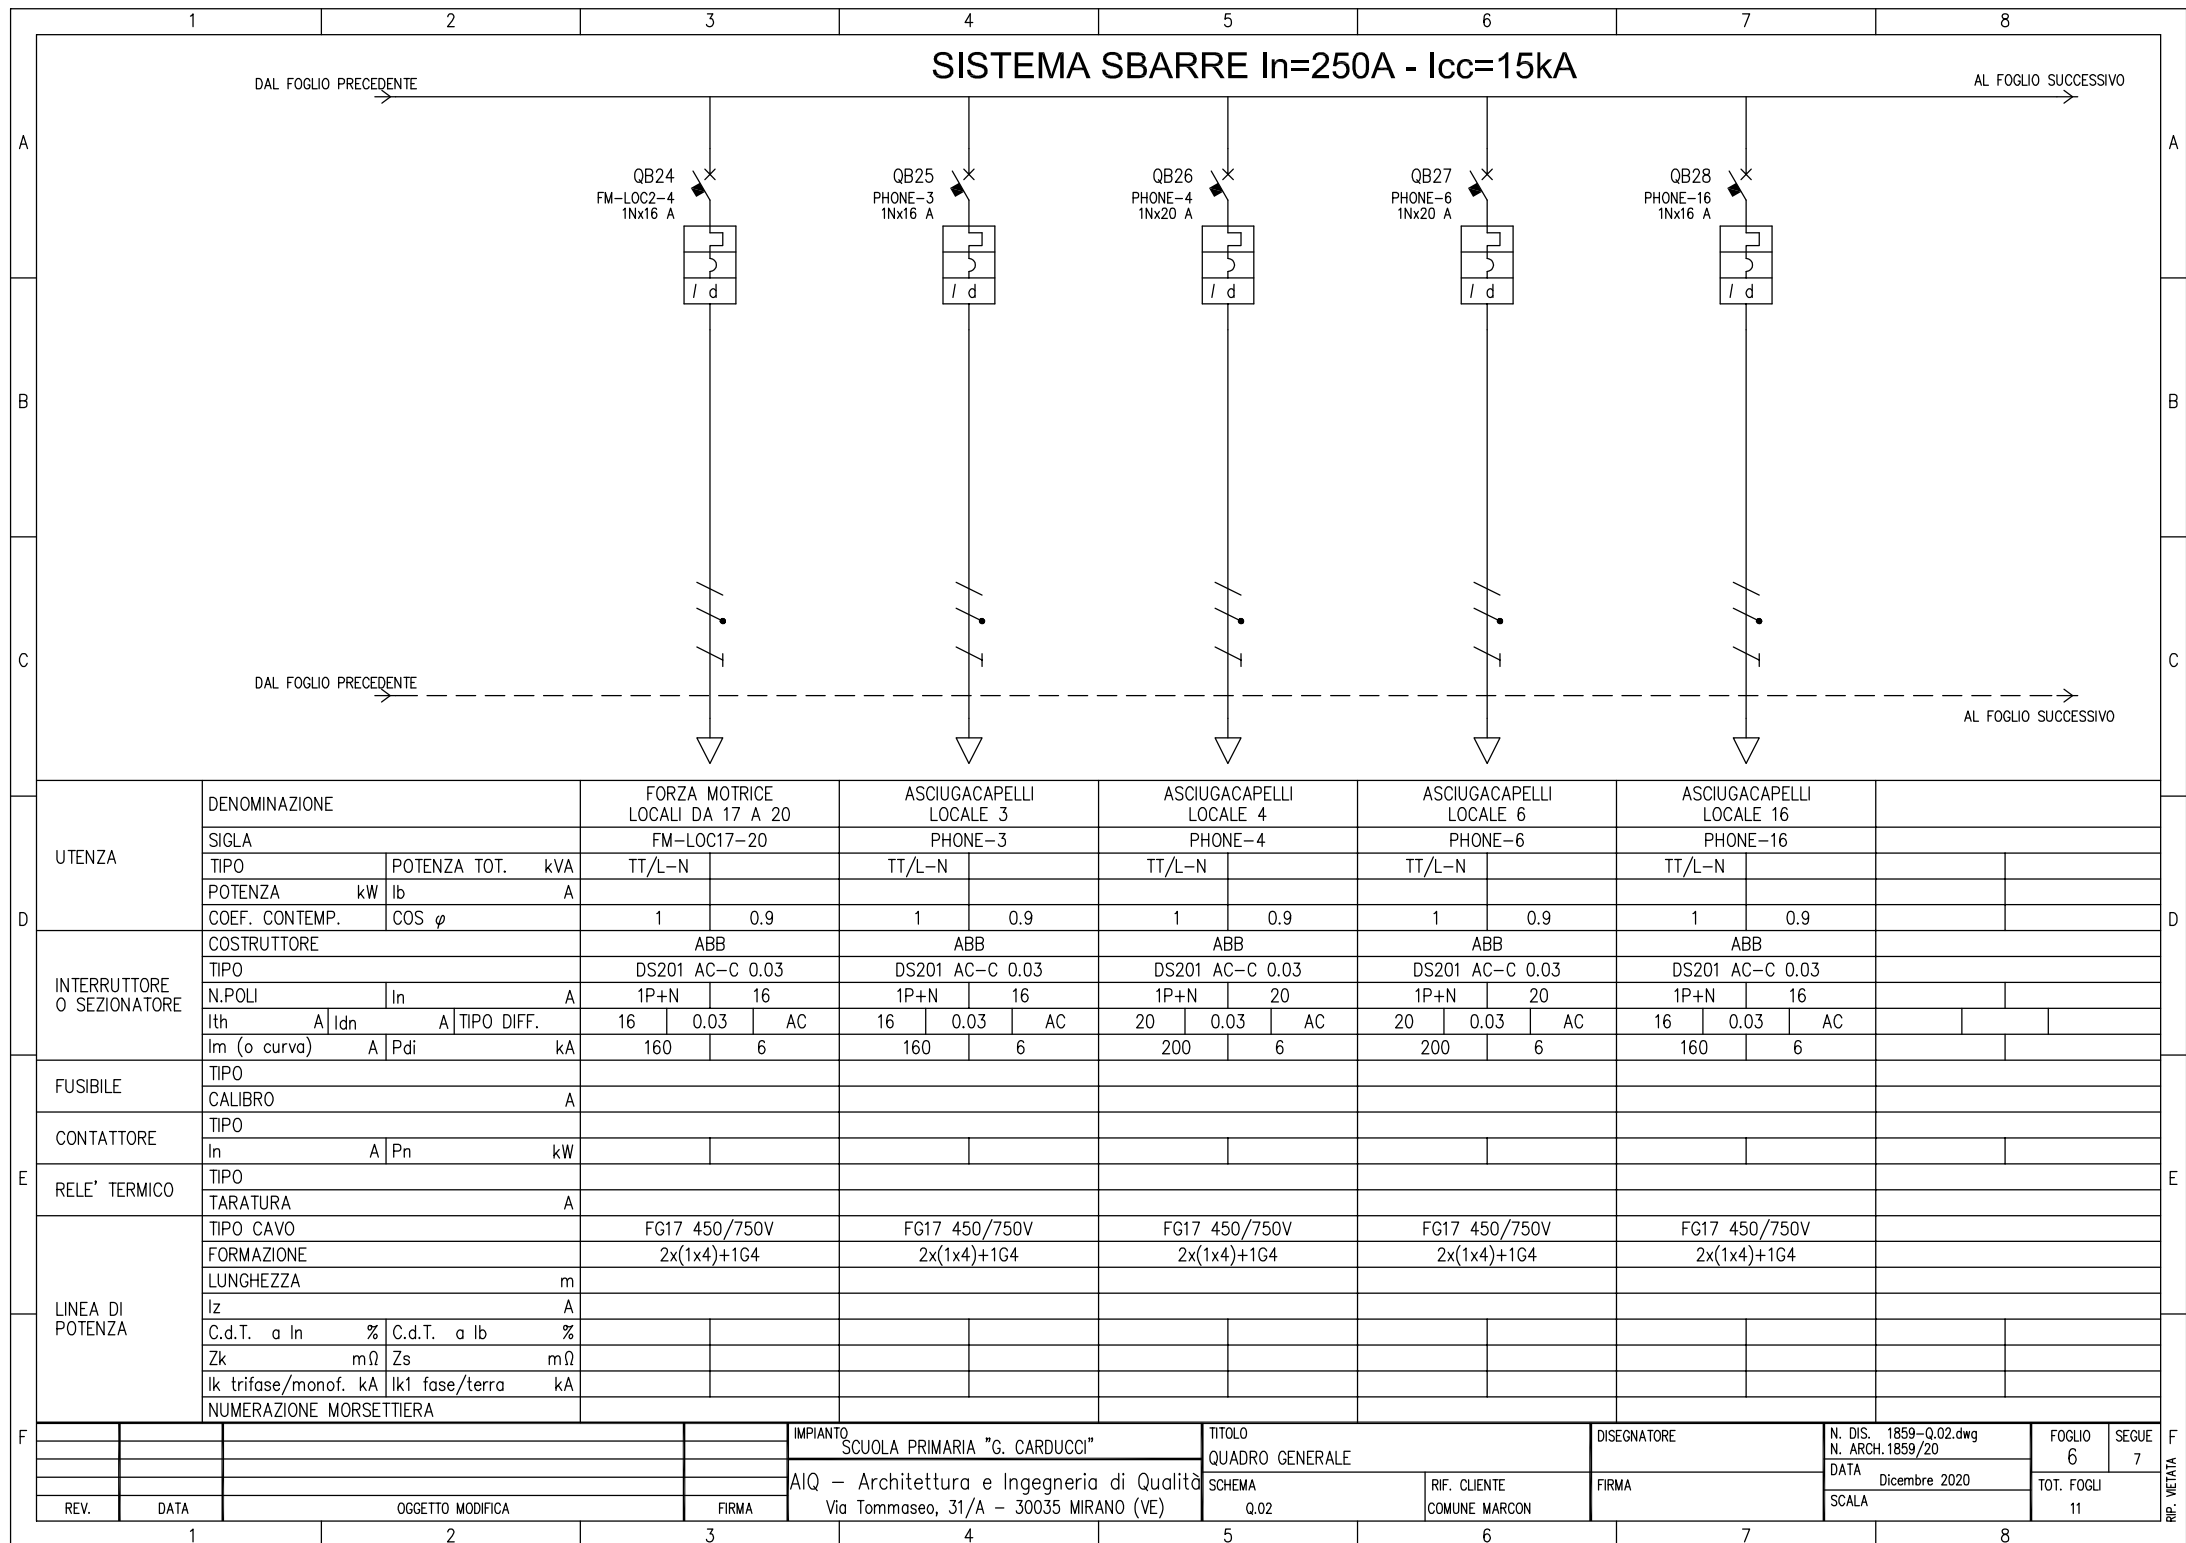 1 2 3 4 5 6 7 8
SISTEMA SBARRE In=250A - Icc=15kA
DAL FOGLIO PRECEDENTE
AL FOGLIO SUCCESSIVO
A A
QB24
FM-LOC2-4
1Nx16 A
I d
QB25
PHONE-3
1Nx16 A
I d
QB26
PHONE-4
1Nx20 A
I d
QB27
PHONE-6
1Nx20 A
I d
QB28
PHONE-16
1Nx16 A
I d
B B
C C
DAL FOGLIO PRECEDENTE
AL FOGLIO SUCCESSIVO
UTENZA
DENOMINAZIONE
FORZA MOTRICE
LOCALI DA 17 A 20
ASCIUGACAPELLI
LOCALE 3
ASCIUGACAPELLI
LOCALE 4
ASCIUGACAPELLI
LOCALE 6
ASCIUGACAPELLI
LOCALE 16
SIGLA FM-LOC17-20 PHONE-3 PHONE-4 PHONE-6 PHONE-16
TIPO POTENZA TOT. kVA TT/L-N TT/L-N TT/L-N TT/L-N TT/L-N
POTENZA kW Ib A
D COEF. CONTEMP. COS φ 1 0.9 1 0.9 1 0.9 1 0.9 1 0.9 D
INTERRUTTORE
O SEZIONATORE
COSTRUTTORE ABB ABB ABB ABB ABB
TIPO DS201 AC-C 0.03 DS201 AC-C 0.03 DS201 AC-C 0.03 DS201 AC-C 0.03 DS201 AC-C 0.03
N.POLI In A 1P+N 16 1P+N 16 1P+N 20 1P+N 20 1P+N 16
Ith A Idn A TIPO DIFF. 16 0.03 AC 16 0.03 AC 20 0.03 AC 20 0.03 AC 16 0.03 AC
Im (o curva) A Pdi kA 160 6 160 6 200 6 200 6 160 6
FUSIBILE
TIPO
CALIBRO A
CONTATTORE
TIPO
In A Pn kW
E E
RELE' TERMICO
TIPO
TARATURA A
LINEA DI
POTENZA
TIPO CAVO FG17 450/750V FG17 450/750V FG17 450/750V FG17 450/750V FG17 450/750V
FORMAZIONE 2x(1x4)+1G4 2x(1x4)+1G4 2x(1x4)+1G4 2x(1x4)+1G4 2x(1x4)+1G4
LUNGHEZZA m
Iz A
C.d.T. a In % C.d.T. a Ib %
Zk mΩ Zs mΩ
Ik trifase/monof. kA Ik1 fase/terra kA
NUMERAZIONE MORSETTIERA
F F
REV. DATA OGGETTO MODIFICA FIRMA
IMPIANTO
SCUOLA PRIMARIA "G. CARDUCCI"
AIQ - Architettura e Ingegneria di Qualità
Via Tommaseo, 31/A - 30035 MIRANO (VE)
TITOLO
QUADRO GENERALE
SCHEMA
Q.02
RIF. CLIENTE
COMUNE MARCON
DISEGNATORE
FIRMA
N. DIS. 1859-Q.02.dwg
N. ARCH.1859/20
DATA
Dicembre 2020
SCALA
FOGLIO
6
SEGUE
7
TOT. FOGLI
11
RIP. VIETATA
1 2 3 4 5 6 7 8